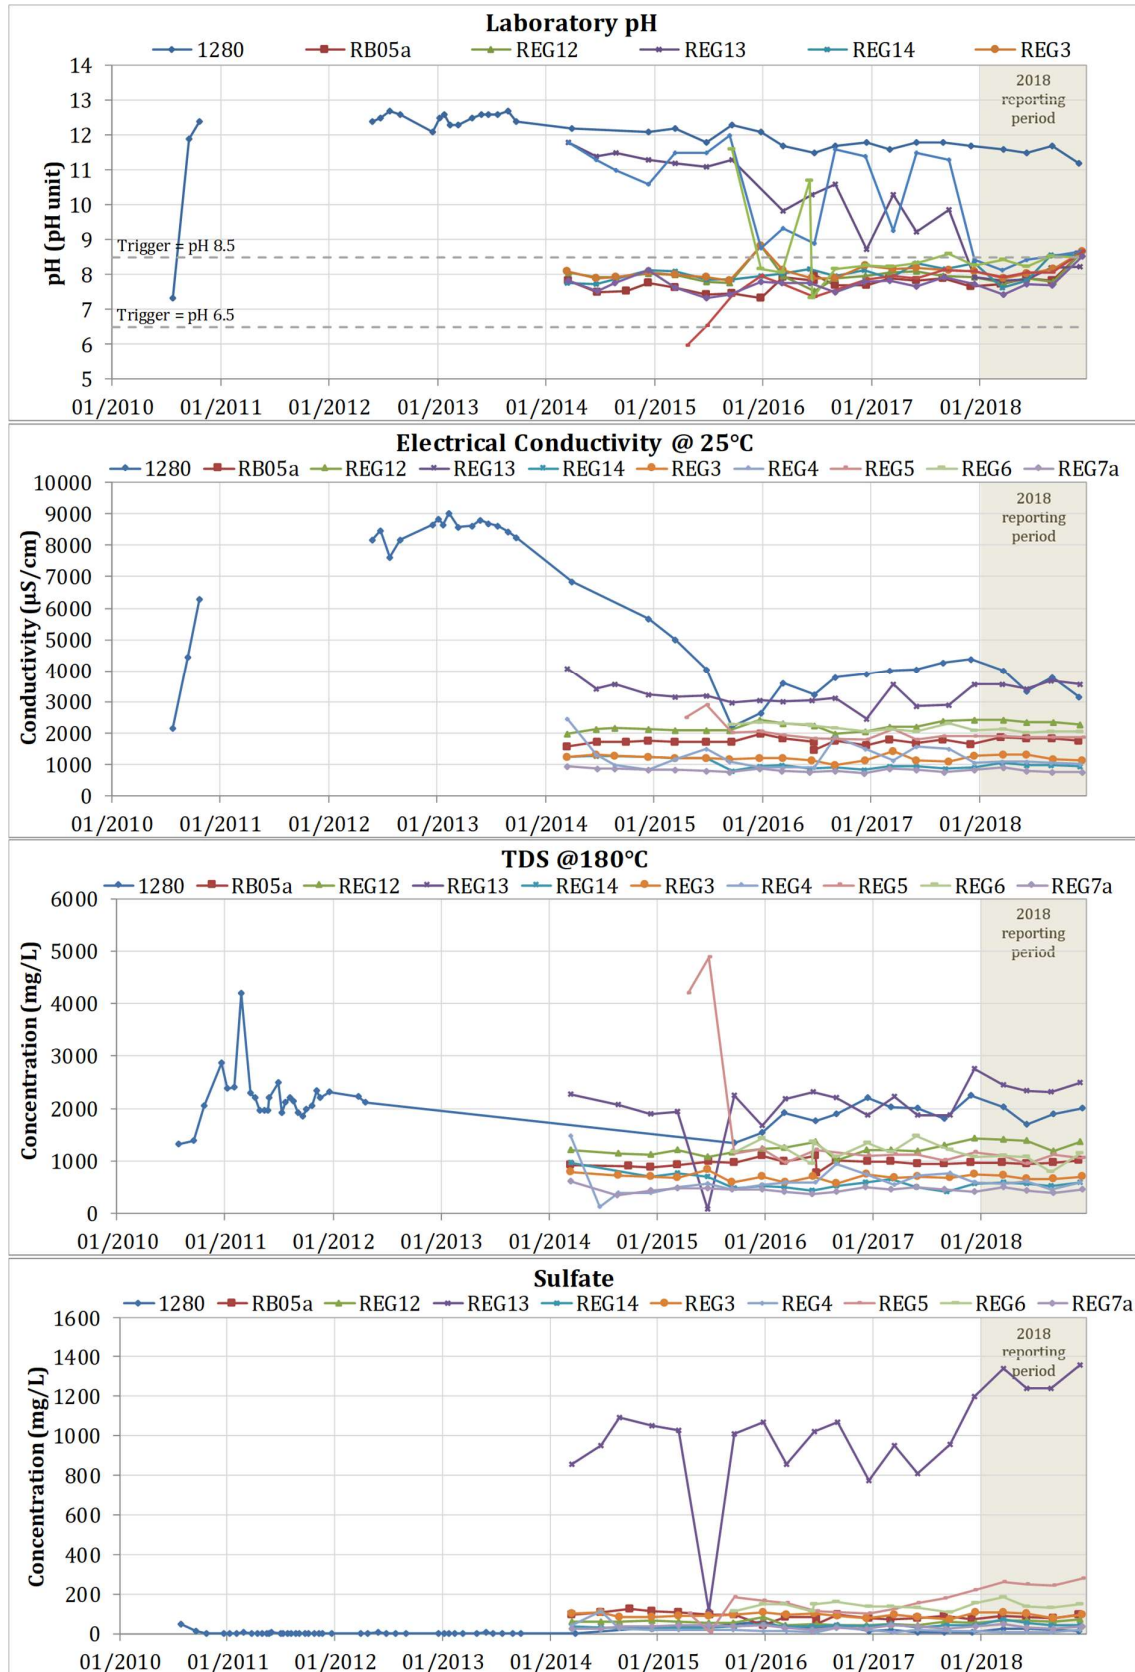 Laboratory pH
1280 RB05a REG12 REG13 REG14 REG3
pH (pH unit)
14
13
12
11
10
9
8
7
6
5
2018
reporting
period
Trigger = pH 8.5
Trigger = pH 6.5
01/2010 01/2011 01/2012 01/2013 01/2014 01/2015 01/2016 01/2017 01/2018
Electrical Conductivity @ 25°C
1280 RB05a REG12 REG13 REG14 REG3 REG4 REG5 REG6 REG7a
Conductivity (µS/cm)
10000
9000
8000
7000
6000
5000
4000
3000
2000
1000
0
2018
reporting
period
01/2010 01/2011 01/2012 01/2013 01/2014 01/2015 01/2016 01/2017 01/2018
TDS @180°C
1280 RB05a REG12 REG13 REG14 REG3 REG4 REG5 REG6 REG7a
Concentration (mg/L)
6000
5000
4000
3000
2000
1000
0
2018
reporting
period
01/2010 01/2011 01/2012 01/2013 01/2014 01/2015 01/2016 01/2017 01/2018
Sulfate
1280 RB05a REG12 REG13 REG14 REG3 REG4 REG5 REG6 REG7a
Concentration (mg/L)
1600
1400
1200
1000
800
600
400
200
0
2018
reporting
period
01/2010 01/2011 01/2012 01/2013 01/2014 01/2015 01/2016 01/2017 01/2018